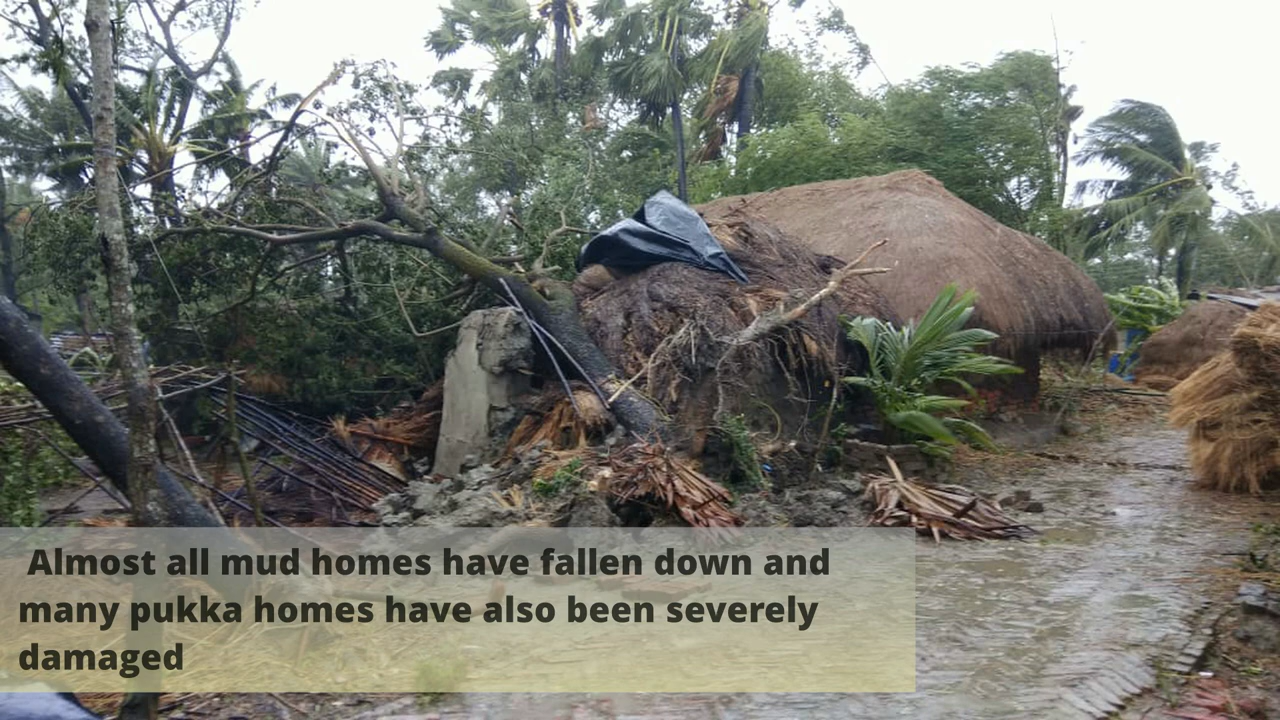 Almost all mud homes have fallen down and
many pukka homes have also been severely
damaged